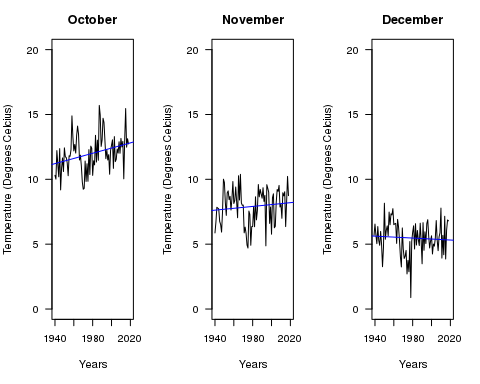 October November December
Temperature (Degrees Celcius) Temperature (Degrees Celcius) Temperature (Degrees Celcius)
20 20 20
15 15 15
10 10 10
5 5 5
0 0 0
1940 1980 2020 1940 1980 2020 1940 1980 2020
Years Years Years